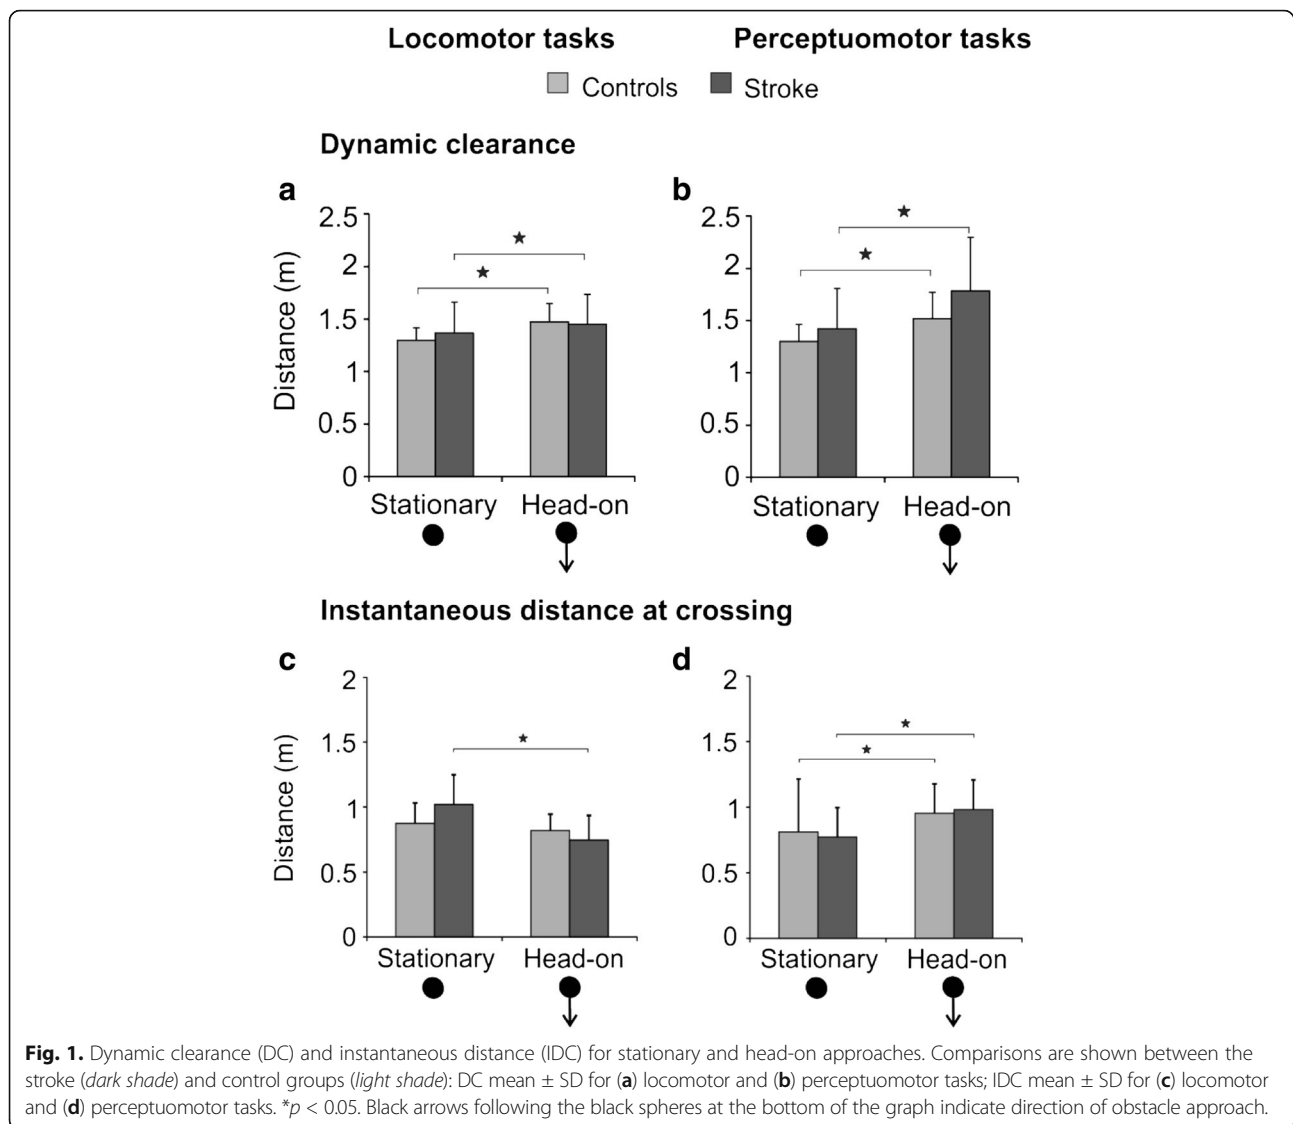 Locomotor tasks Perceptuomotor tasks
Controls Stroke
Dynamic clearance
a b
2.5 2.5
★ ★
2 ★ 2 ★
1.5 1.5
1 1
0.5 0.5
0 0
Distance (m)
Stationary Head-on Stationary Head-on
Instantaneous distance at crossing
c d
2 2
★ ★
1.5 1.5 ★
1 1
0.5 0.5
0 0
Distance (m)
Stationary Head-on Stationary Head-on
Fig. 1. Dynamic clearance (DC) and instantaneous distance (IDC) for stationary and head-on approaches. Comparisons are shown between the
stroke (dark shade) and control groups (light shade): DC mean ± SD for (a) locomotor and (b) perceptuomotor tasks; IDC mean ± SD for (c) locomotor
and (d) perceptuomotor tasks. *p < 0.05. Black arrows following the black spheres at the bottom of the graph indicate direction of obstacle approach.